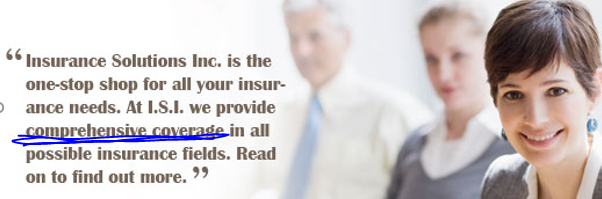 “Insurance Solutions Inc. is the
one-stop shop for all your insur-
ance needs. At I.S.I. we provide
comprehensive coverage in all
possible insurance fields. Read
on to find out more.”